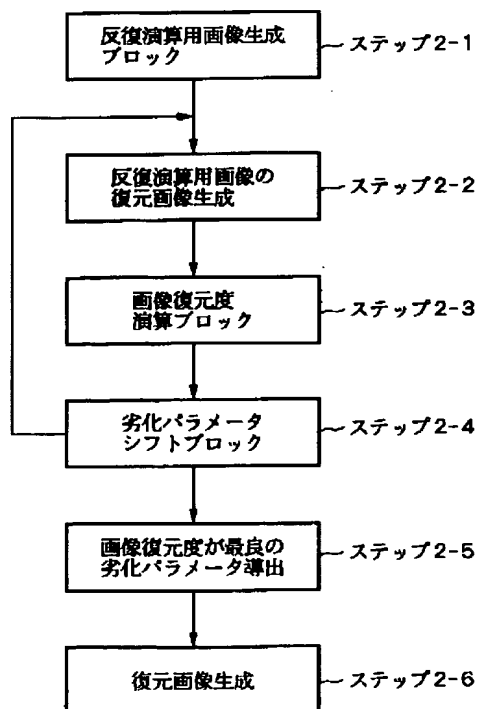 反復演算用画像生成
ブロック
ステップ2-1
反復演算用画像の
復元画像生成
ステップ2-2
画像復元度
演算ブロック
ステップ2-3
劣化パラメータ
シフトブロック
ステップ2-4
画像復元度が最良の
劣化パラメータ導出
ステップ2-5
復元画像生成
ステップ2-6